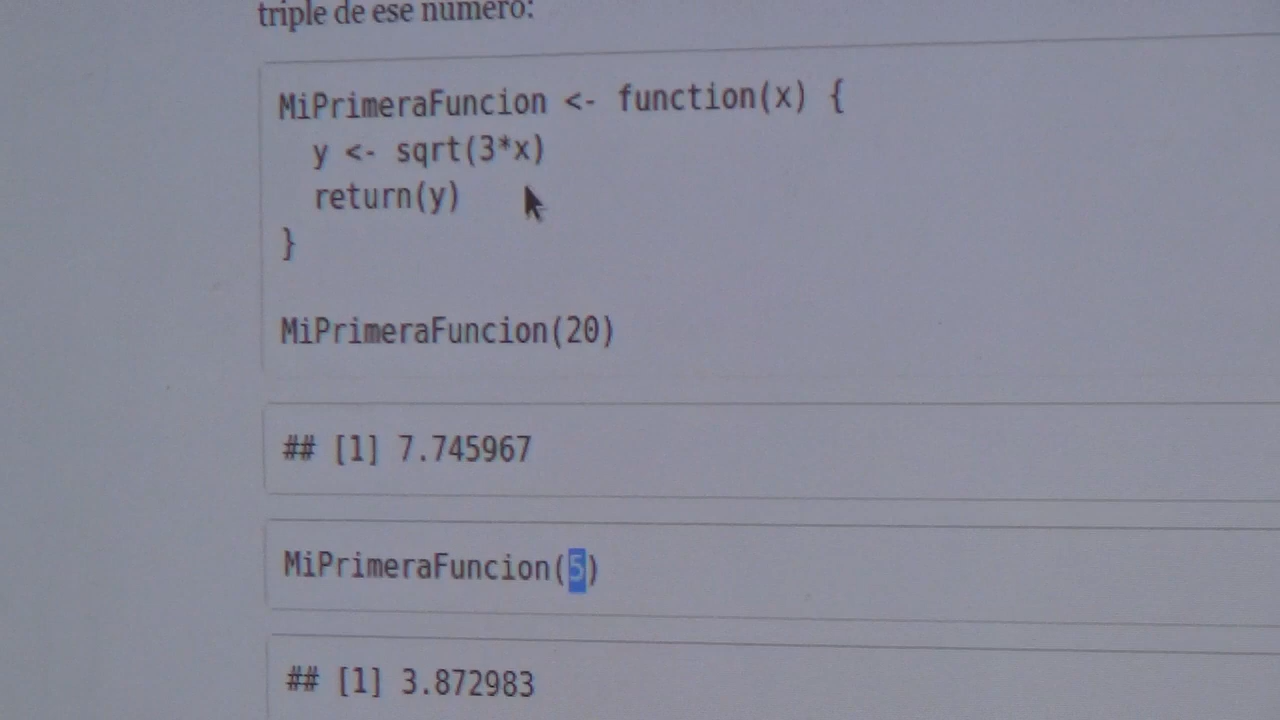 triple de ese número:
MiPrimeraFuncion <- function(x) {
  y <- sqrt(3*x)
  return(y)
}
MiPrimeraFuncion(20)
## [1] 7.745967
MiPrimeraFuncion(5)
## [1] 3.872983